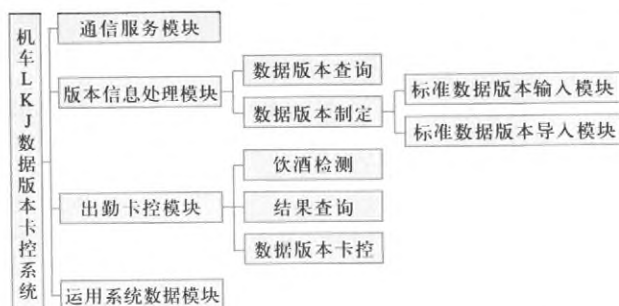 机车LKJ数据版本卡控系统
通信服务模块
版本信息处理模块
数据版本查询
数据版本制定
标准数据版本输入模块
标准数据版本导入模块
出勤卡控模块
饮酒检测
结果查询
数据版本卡控
运用系统数据模块